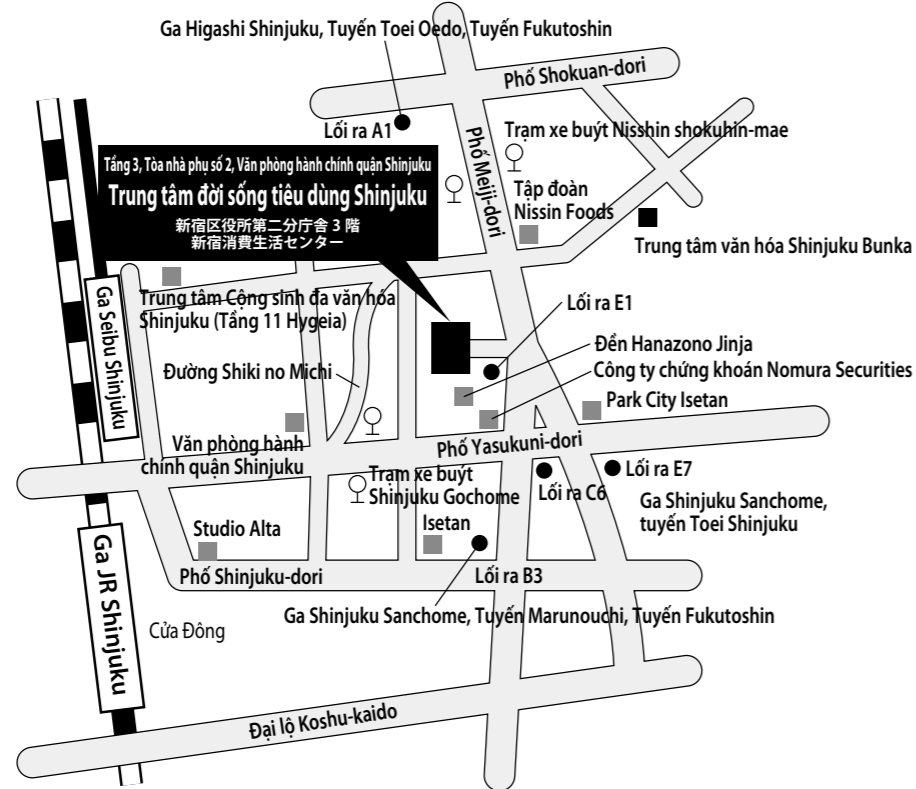 Ga Higashi Shinjuku, Tuyến Toei Oedo, Tuyến Fukutoshin
Phố Shokuan-dori
Lối ra A1
Phố Meiji-dori
Trạm xe buýt Nisshin shokuhin-mae
Tầng 3, Tòa nhà phụ số 2, Văn phòng hành chính quận Shinjuku
Trung tâm đời sống tiêu dùng Shinjuku
新宿区役所第二分庁舎 3 階
新宿消費生活センター
Tập đoàn
Nissin Foods
Trung tâm văn hóa Shinjuku Bunka
Ga Seibu Shinjuku
Trung tâm Cộng sinh đa văn hóa
Shinjuku (Tầng 11 Hygeia)
Lối ra E1
Đền Hanazono Jinja
Đường Shiki no Michi
Công ty chứng khoán Nomura Securities
Park City Isetan
Văn phòng hành
chính quận Shinjuku
Phố Yasukuni-dori
Trạm xe buýt
Shinjuku Gochome
Lối ra C6
Lối ra E7
Ga Shinjuku Sanchome,
tuyến Toei Shinjuku
Studio Alta
Isetan
Ga JR Shinjuku
Phố Shinjuku-dori
Lối ra B3
Ga Shinjuku Sanchome, Tuyến Marunouchi, Tuyến Fukutoshin
Cửa Đông
Đại lộ Koshu-kaido